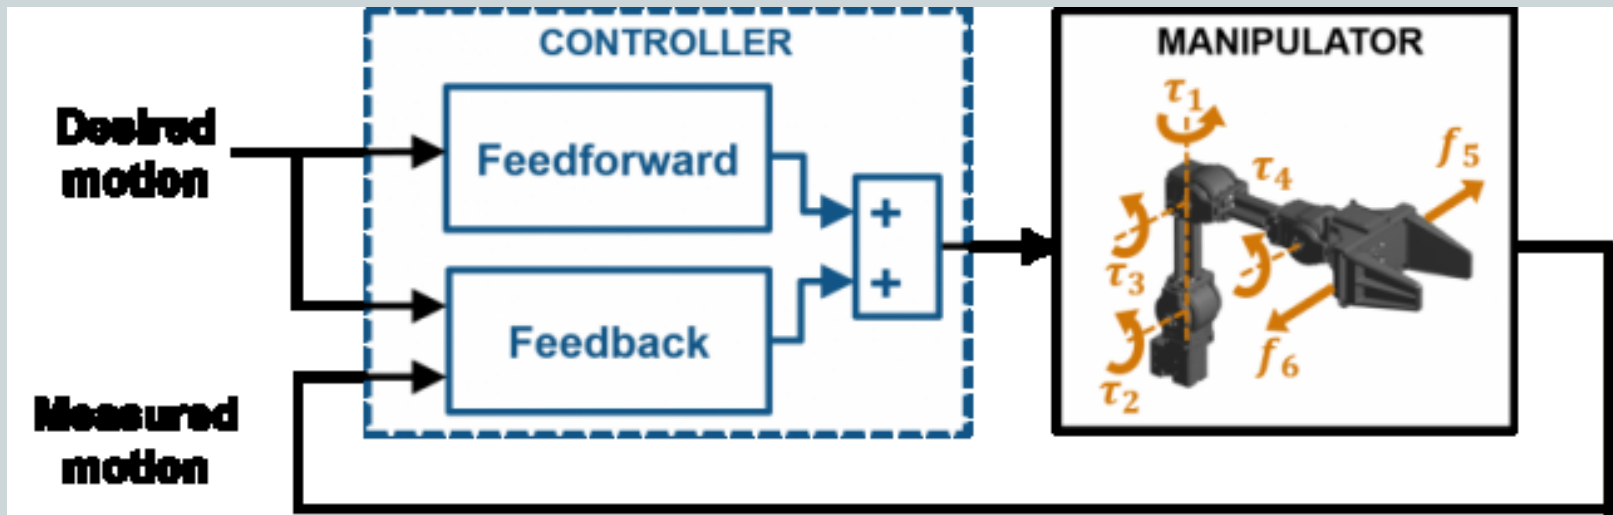 CONTROLLER
MANIPULATOR
Desired
motion
Feedforward
+
+
Feedback
Measured
motion
τ1
τ4
f5
τ3
τ2
f6